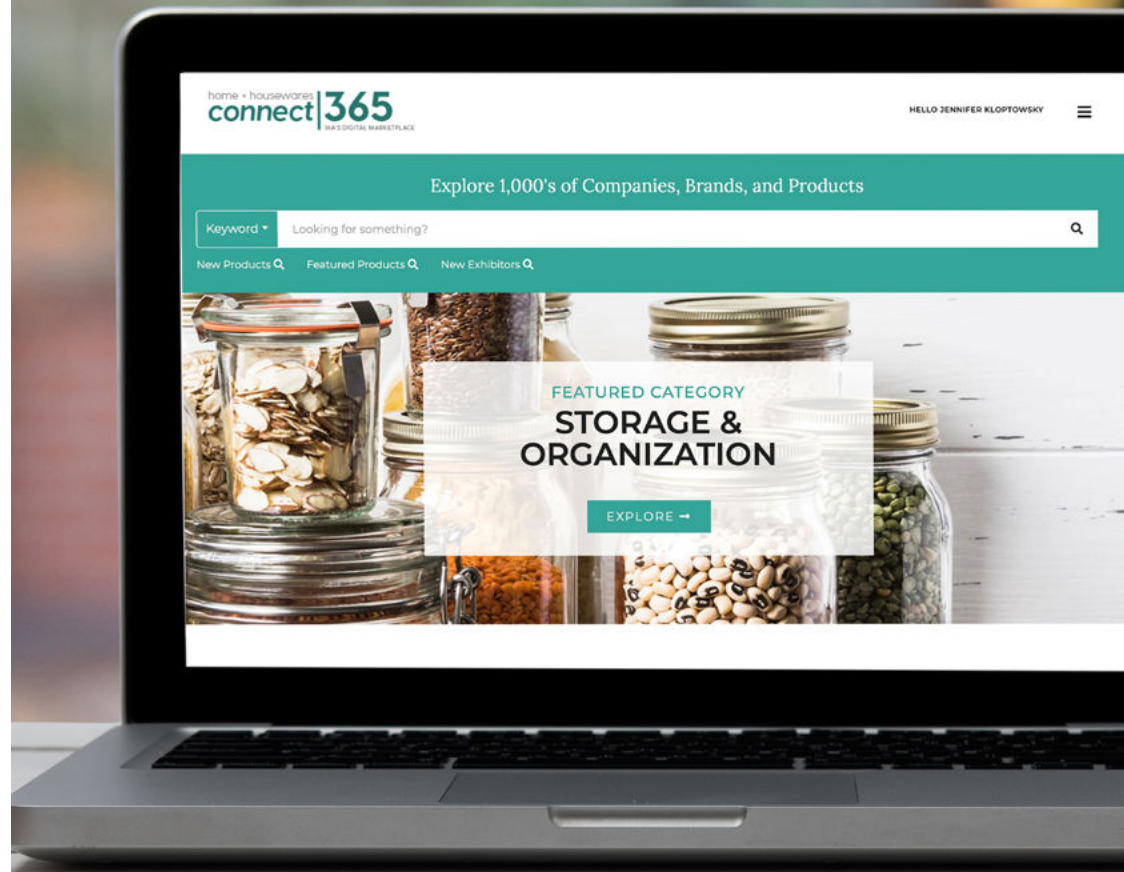 home + housewares
connect|365
IHA'S DIGITAL MARKETPLACE
HELLO JENNIFER KLOPTOWSKY
Explore 1,000's of Companies, Brands, and Products
Keyword
Looking for something?
New Products
Featured Products
New Exhibitors
FEATURED CATEGORY
STORAGE &
ORGANIZATION
EXPLORE →